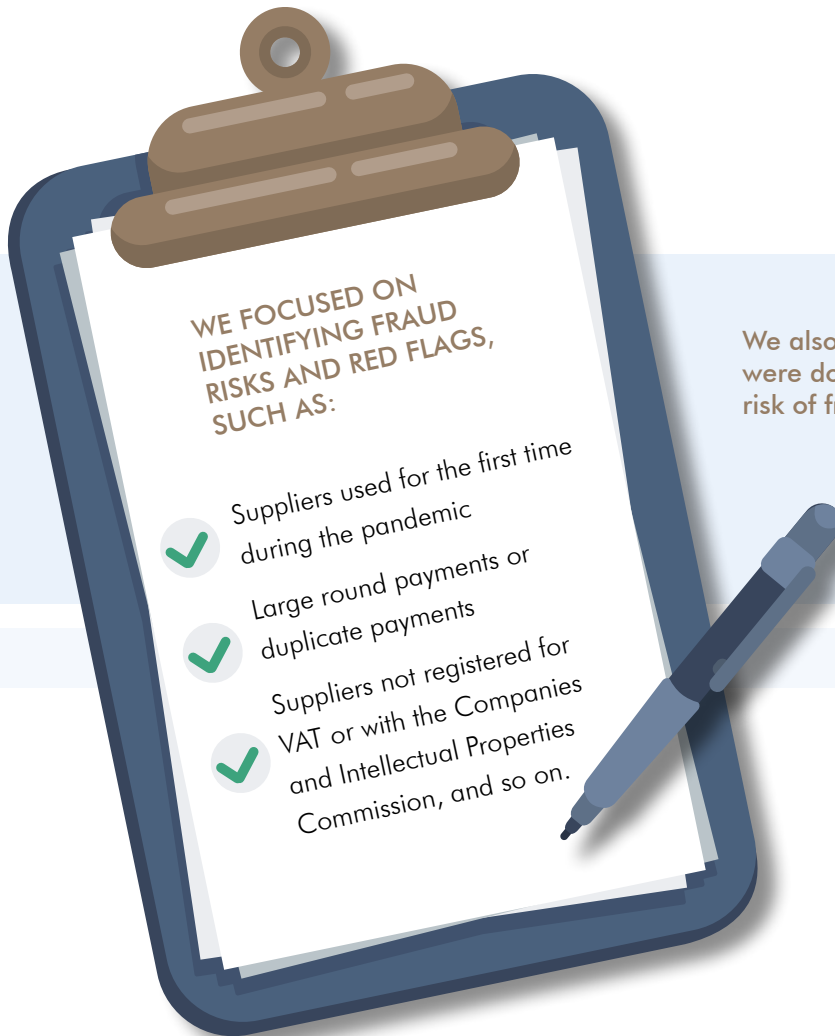 WE FOCUSED ON
IDENTIFYING FRAUD
RISKS AND RED FLAGS,
SUCH AS:
Suppliers used for the first time
during the pandemic
Large round payments or
duplicate payments
Suppliers not registered for
VAT or with the Companies
and Intellectual Properties
Commission, and so on.
We also
were
risk of